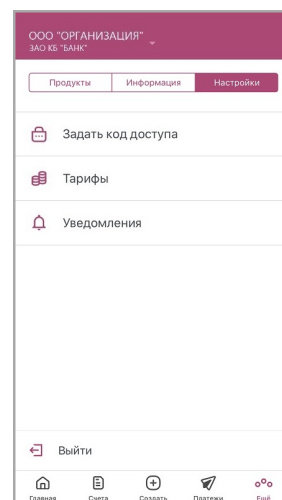 ООО "ОРГАНИЗАЦИЯ"
ЗАО КБ "БАНК"
Продукты Информация Настройки
Задать код доступа
Тарифы
Уведомления
Выйти
Главная Счета Создать Платежи Ещё